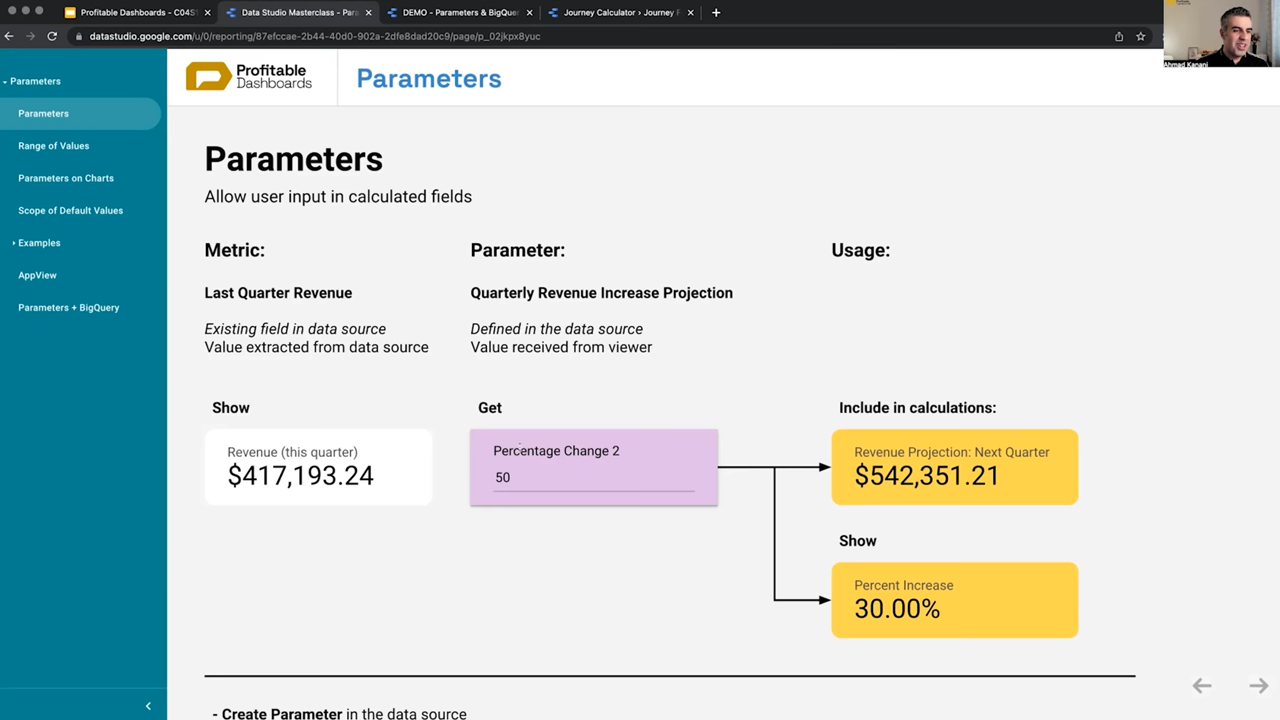 Profitable Dashboards - C04S
Data Studio Masterclass - Para
DEMO - Parameters & BigQue
Journey Calculator › Journey F
datastudio.google.com/u/0/reporting/87efccae-2b44-40d0-902a-2dfe8dad20c9/page/p_02jkpx8yuc
Ahmad Kanani
Parameters
Parameters
Range of Values
Parameters on Charts
Scope of Default Values
Examples
AppView
Parameters + BigQuery
Profitable
Dashboards
Parameters
Parameters
Allow user input in calculated fields
Metric:
Parameter:
Usage:
Last Quarter Revenue
Quarterly Revenue Increase Projection
Existing field in data source
Defined in the data source
Value extracted from data source
Value received from viewer
Show
Get
Include in calculations:
Revenue (this quarter)
$417,193.24
Percentage Change 2
50
Revenue Projection: Next Quarter
$542,351.21
Show
Percent Increase
30.00%
- Create Parameter in the data source